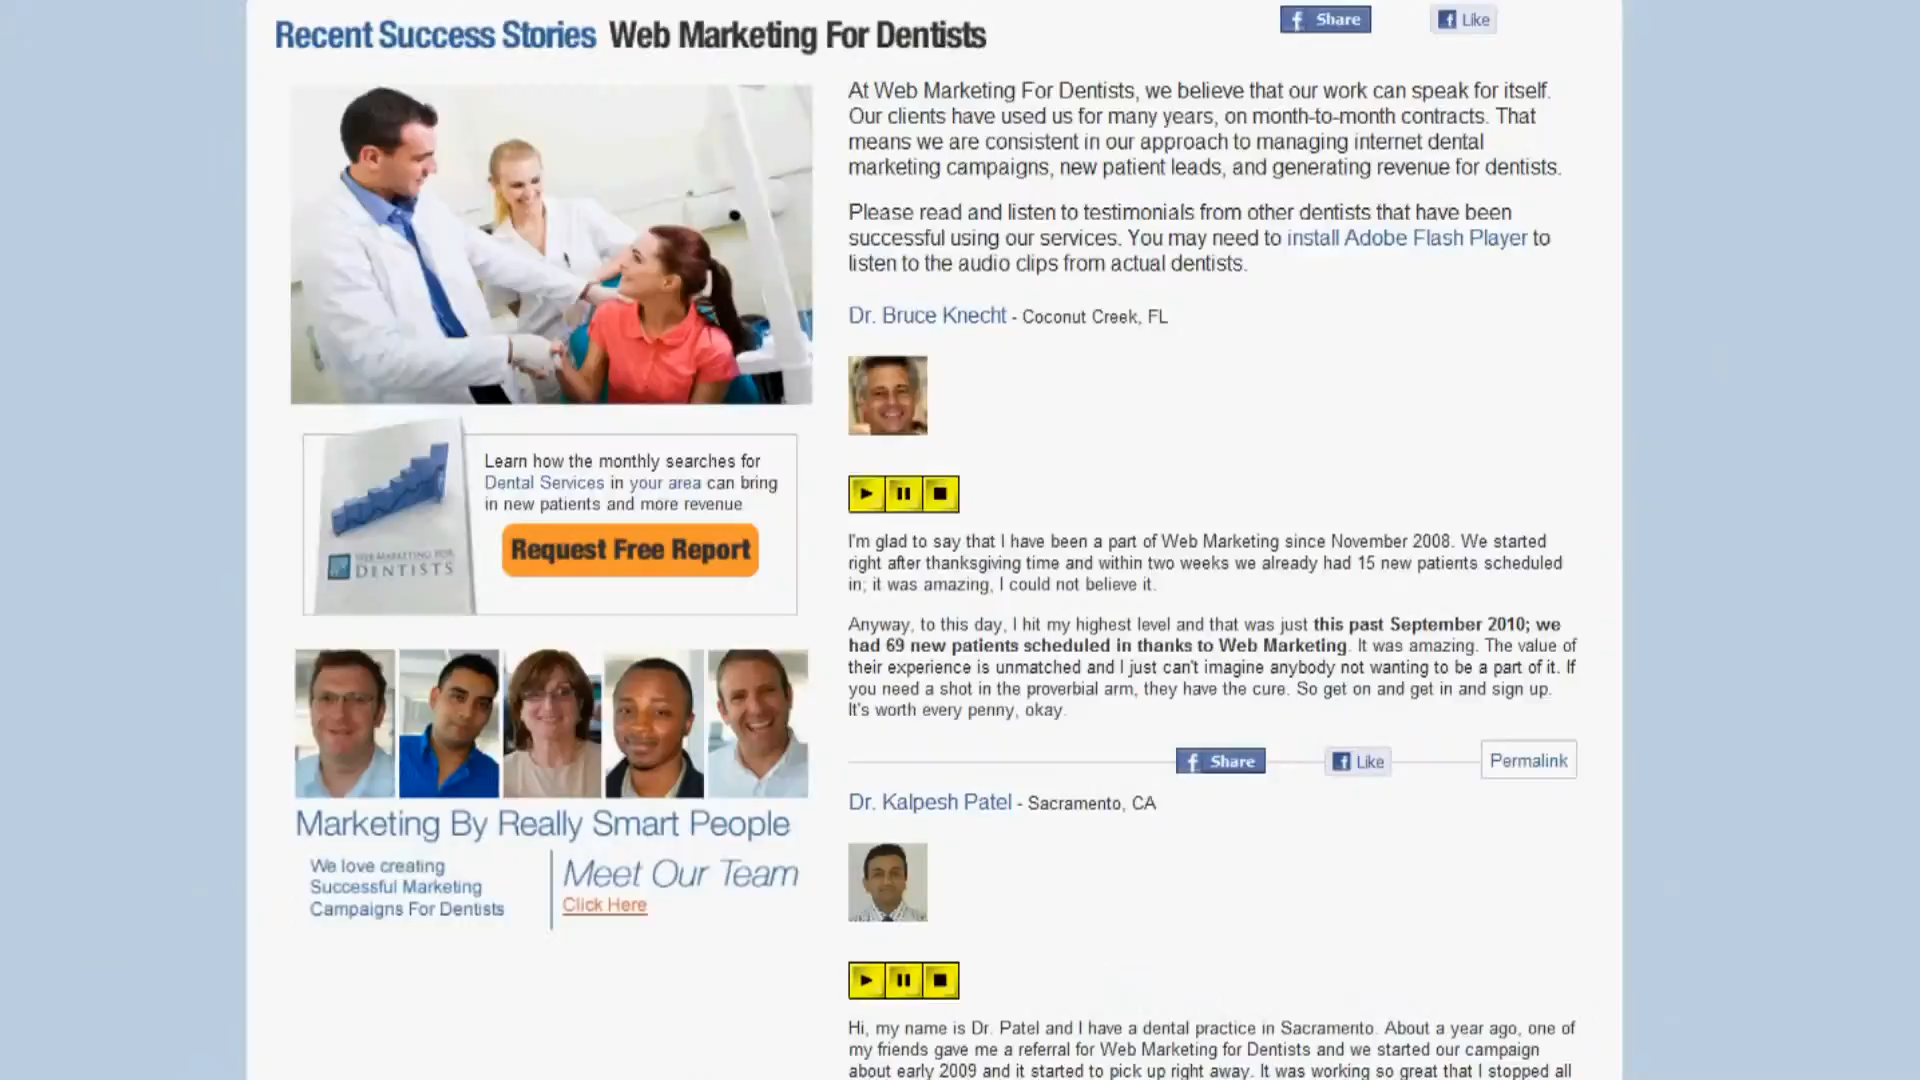 Recent Success Stories Web Marketing For Dentists
Share
Like
At Web Marketing For Dentists, we believe that our work can speak for itself.
Our clients have used us for many years, on month-to-month contracts. That
means we are consistent in our approach to managing internet dental
marketing campaigns, new patient leads, and generating revenue for dentists.
Please read and listen to testimonials from other dentists that have been
successful using our services. You may need to install Adobe Flash Player to
listen to the audio clips from actual dentists.
Dr. Bruce Knecht - Coconut Creek, FL
I'm glad to say that I have been a part of Web Marketing since November 2008. We started
right after thanksgiving time and within two weeks we already had 15 new patients scheduled
in; it was amazing, I could not believe it.
Anyway, to this day, I hit my highest level and that was just this past September 2010; we
had 69 new patients scheduled in thanks to Web Marketing. It was amazing. The value of
their experience is unmatched and I just can't imagine anybody not wanting to be a part of it. If
you need a shot in the proverbial arm, they have the cure. So get on and get in and sign up.
It's worth every penny, okay.
Share
Like
Permalink
Dr. Kalpesh Patel - Sacramento, CA
Hi, my name is Dr. Patel and I have a dental practice in Sacramento. About a year ago, one of
my friends gave me a referral for Web Marketing for Dentists and we started our campaign
about early 2009 and it started to pick up right away. It was working so great that I stopped all
WEB MARKETING FOR
DENTISTS
Learn how the monthly searches for
Dental Services in your area can bring
in new patients and more revenue
Request Free Report
Marketing By Really Smart People
We love creating
Successful Marketing
Campaigns For Dentists
Meet Our Team
Click Here